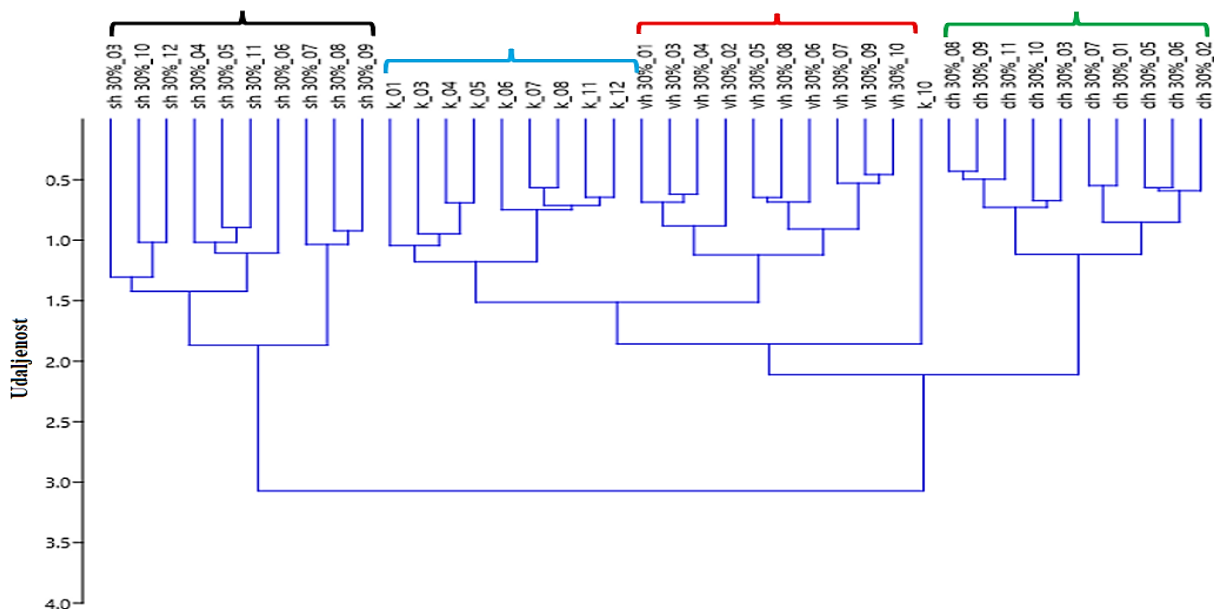 sh 30%_03
sh 30%_10
sh 30%_12
sh 30%_04
sh 30%_05
sh 30%_11
sh 30%_06
sh 30%_07
sh 30%_08
sh 30%_09
k_01
k_03
k_04
k_05
k_06
k_07
k_08
k_11
k_12
vh 30%_01
vh 30%_03
vh 30%_04
vh 30%_02
vh 30%_05
vh 30%_08
vh 30%_06
vh 30%_07
vh 30%_09
vh 30%_10
k_10
dh 30%_08
dh 30%_09
dh 30%_11
dh 30%_10
dh 30%_03
dh 30%_07
dh 30%_01
dh 30%_05
dh 30%_06
dh 30%_02
0.5
1.0
1.5
2.0
2.5
3.0
3.5
4.0
Udaljenost